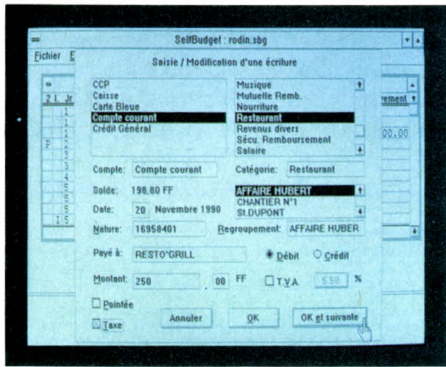 SelfBudget : rodin.sbg
Fichier
Saisie / Modification d'une écriture
CCP
Caisse
Carte Bleue
Compte courant
Crédit Général
Musique
Mutuelle Remb.
Nourriture
Restaurant
Revenus divers
Sécu. Remboursement
Salaire
Compte: Compte courant Catégorie: Restaurant
Solde: 198,80 FF
AFFAIRE HUBERT
CHANTIER N°1
St.DUPONT
Date: 20 Novembre 1990
Nature: 16958401 Regroupement: AFFAIRE HUBER
Payé à: RESTO'GRILL Débit Crédit
Montant: 250 , 00 FF T.V.A. 5.50 %
Pointée
Taxe
Annuler OK OK et suivante